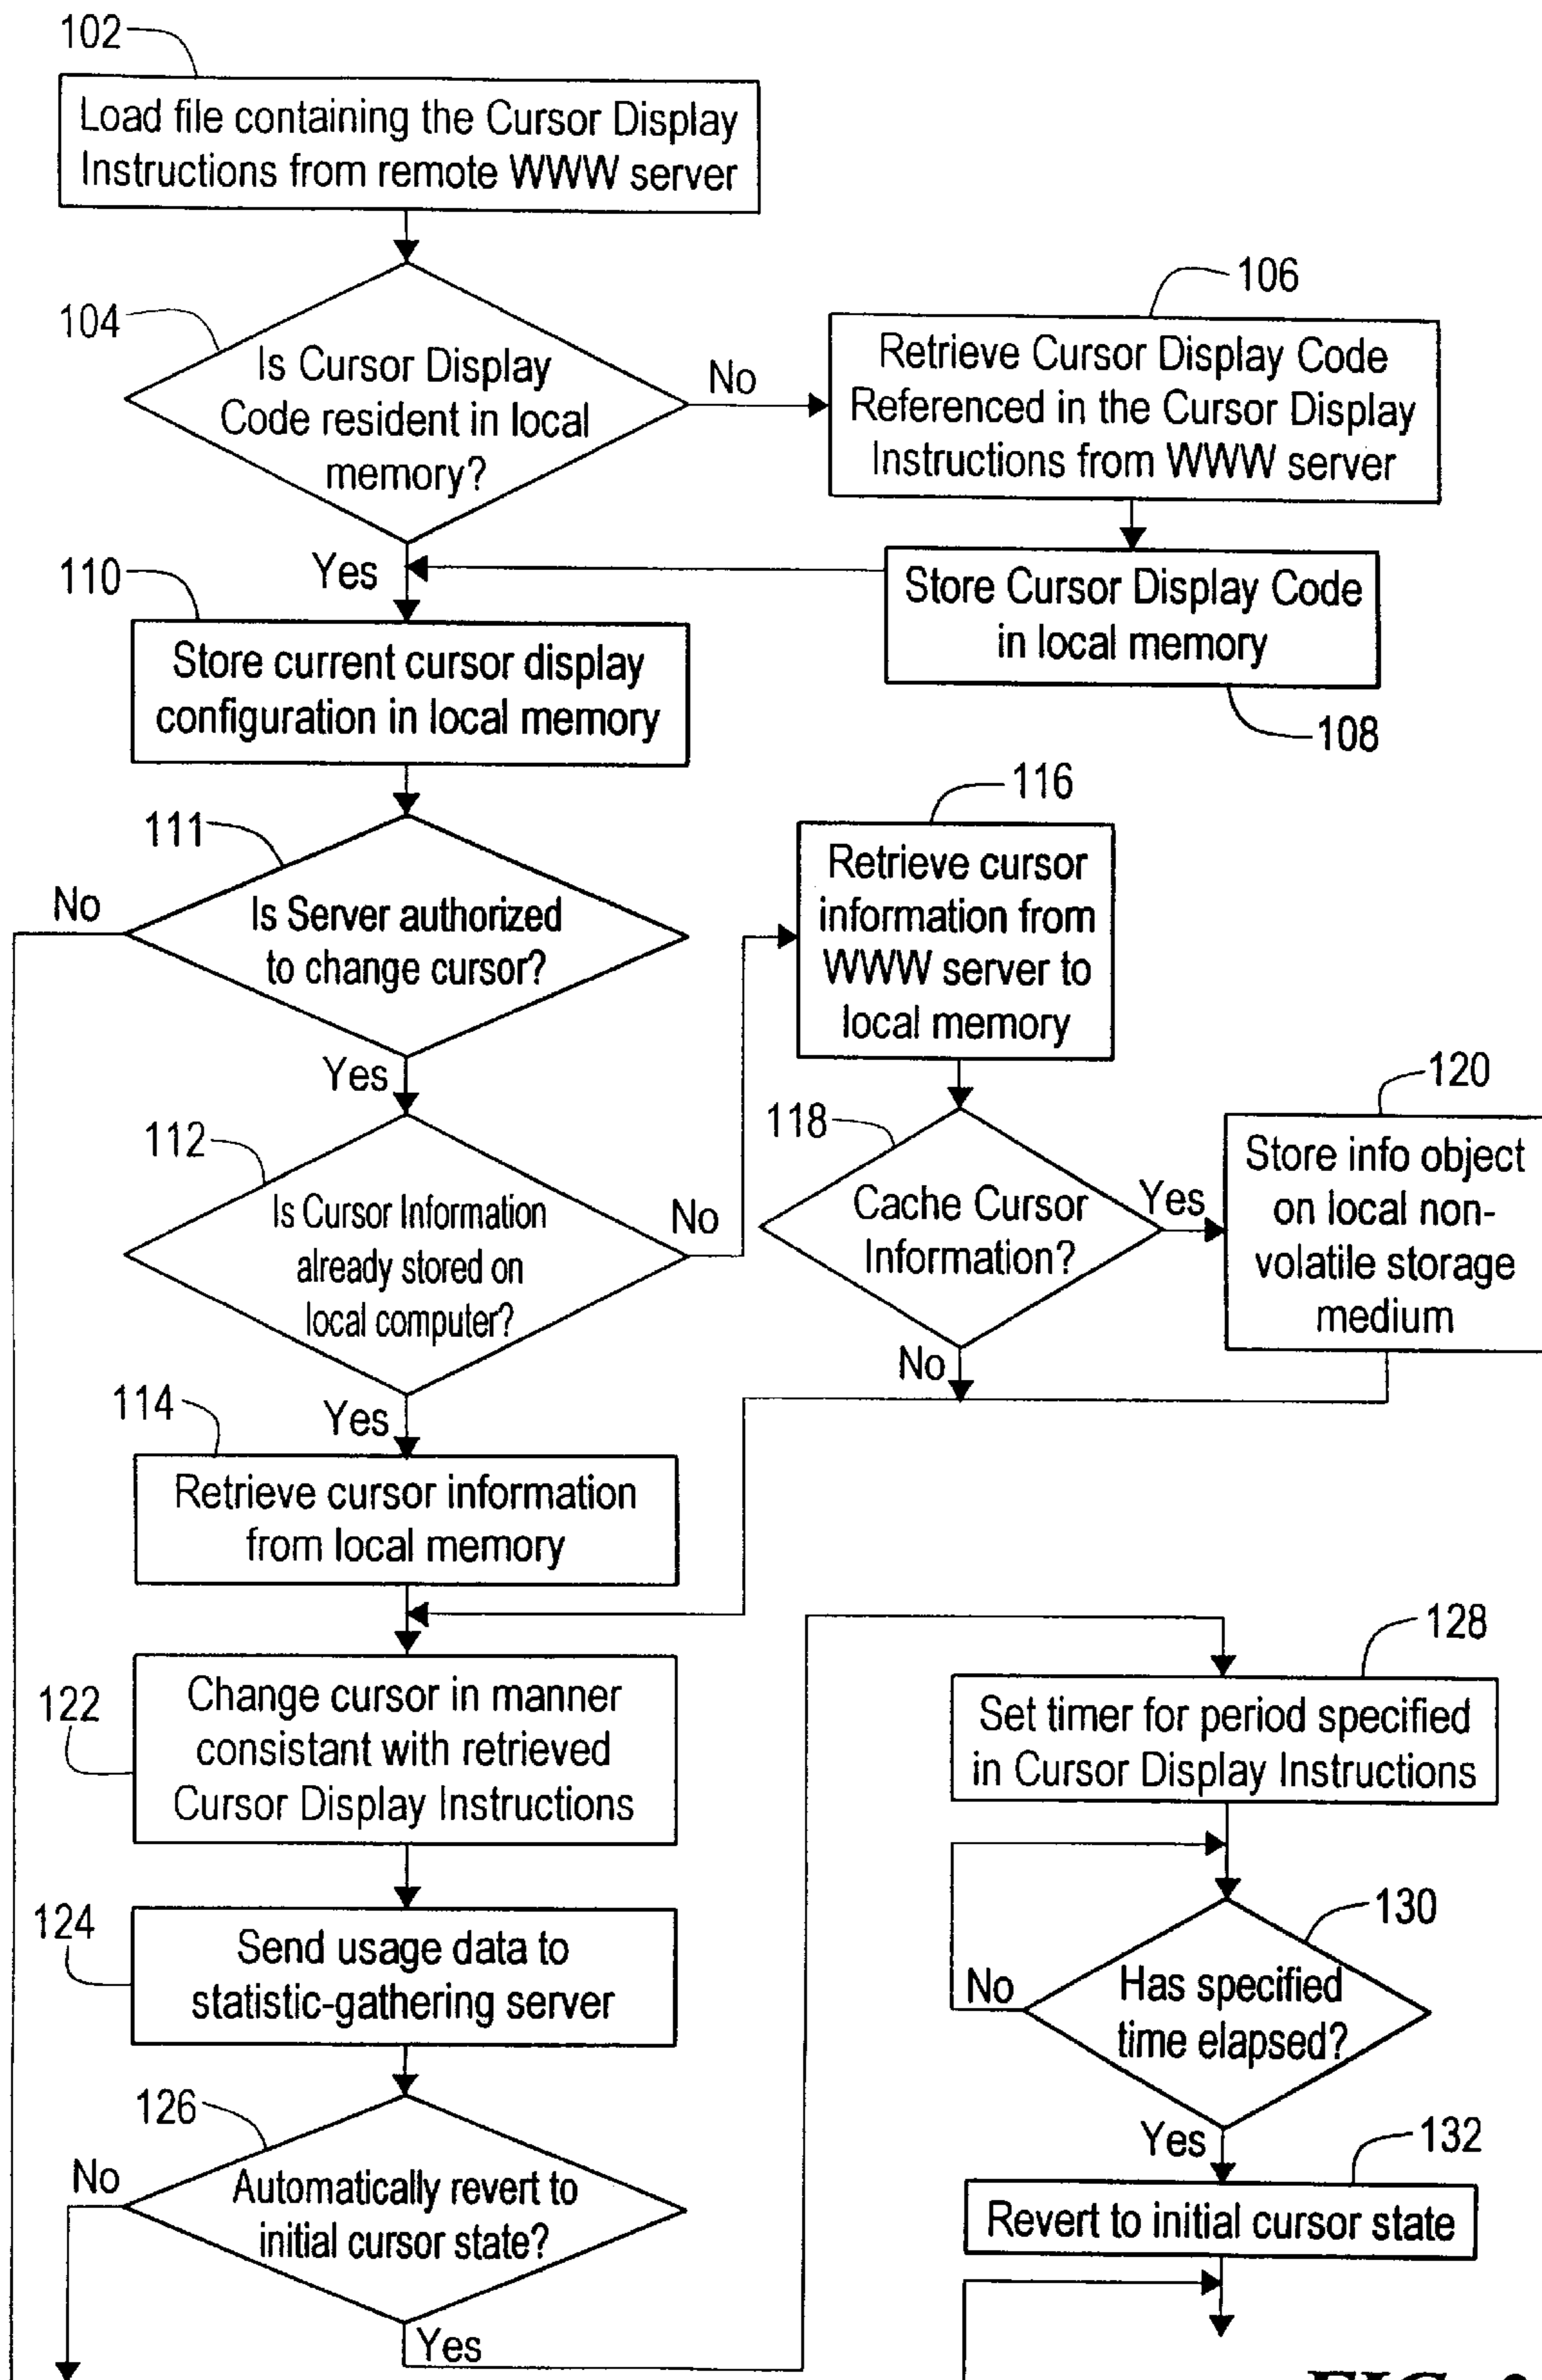 102
Load file containing the Cursor Display
Instructions from remote WWW server
104
Is Cursor Display
Code resident in local
memory?
No
106
Retrieve Cursor Display Code
Referenced in the Cursor Display
Instructions from WWW server
Yes
Store Cursor Display Code
in local memory
108
110
Store current cursor display
configuration in local memory
111
No
Is Server authorized
to change cursor?
Yes
116
Retrieve cursor
information from
WWW server to
local memory
112
Is Cursor Information
already stored on
local computer?
No
118
Cache Cursor
Information?
Yes
No
120
Store info object
on local non-
volatile storage
medium
Yes
114
Retrieve cursor information
from local memory
122
Change cursor in manner
consistant with retrieved
Cursor Display Instructions
124
Send usage data to
statistic-gathering server
126
No
Automatically revert to
initial cursor state?
Yes
128
Set timer for period specified
in Cursor Display Instructions
130
No
Has specified
time elapsed?
Yes
132
Revert to initial cursor state